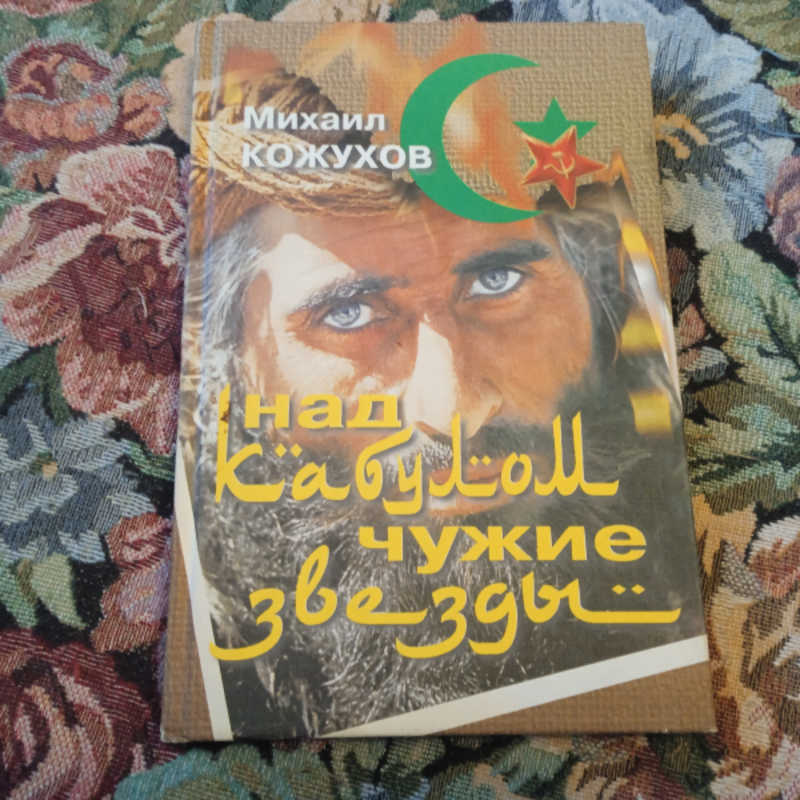 Михаил
КОЖУХОВ
над
Кабулом
чужие
звезды